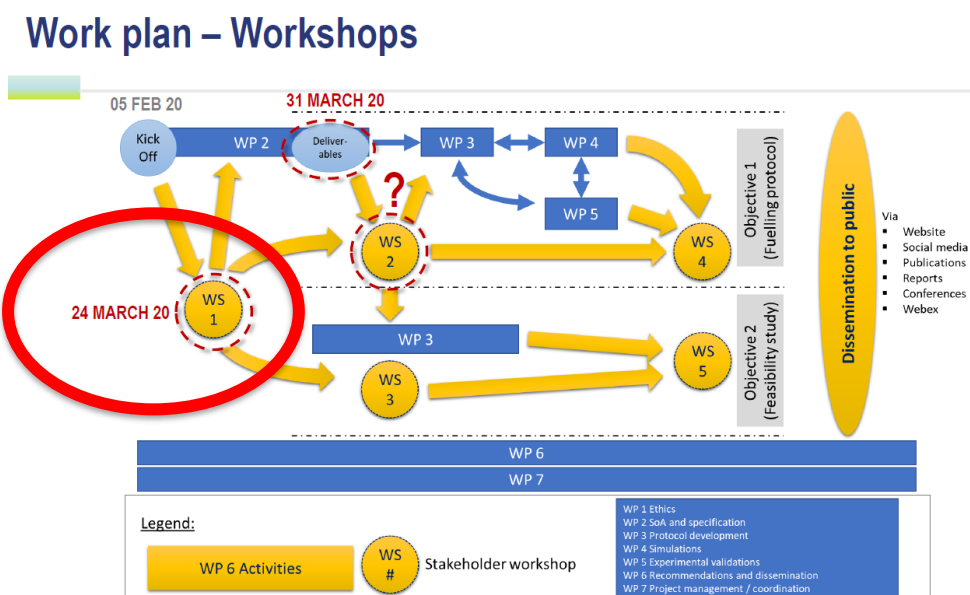 Work plan – Workshops
05 FEB 20
31 MARCH 20
Kick
Off
WP 2
Deliver-
ables
WP 3
WP 4
WP 5
?
WS
1
24 MARCH 20
WS
2
WS
4
Objective 1
(Fuelling protocol)
WP 3
WS
3
WS
5
Objective 2
(Feasibility study)
Dissemination to public
Via
▪ Website
▪ Social media
▪ Publications
▪ Reports
▪ Conferences
▪ Webex
WP 6
WP 7
Legend:
WP 6 Activities
WS
#
Stakeholder workshop
WP 1 Ethics
WP 2 SoA and specification
WP 3 Protocol development
WP 4 Simulations
WP 5 Experimental validations
WP 6 Recommendations and dissemination
WP 7 Project management / coordination